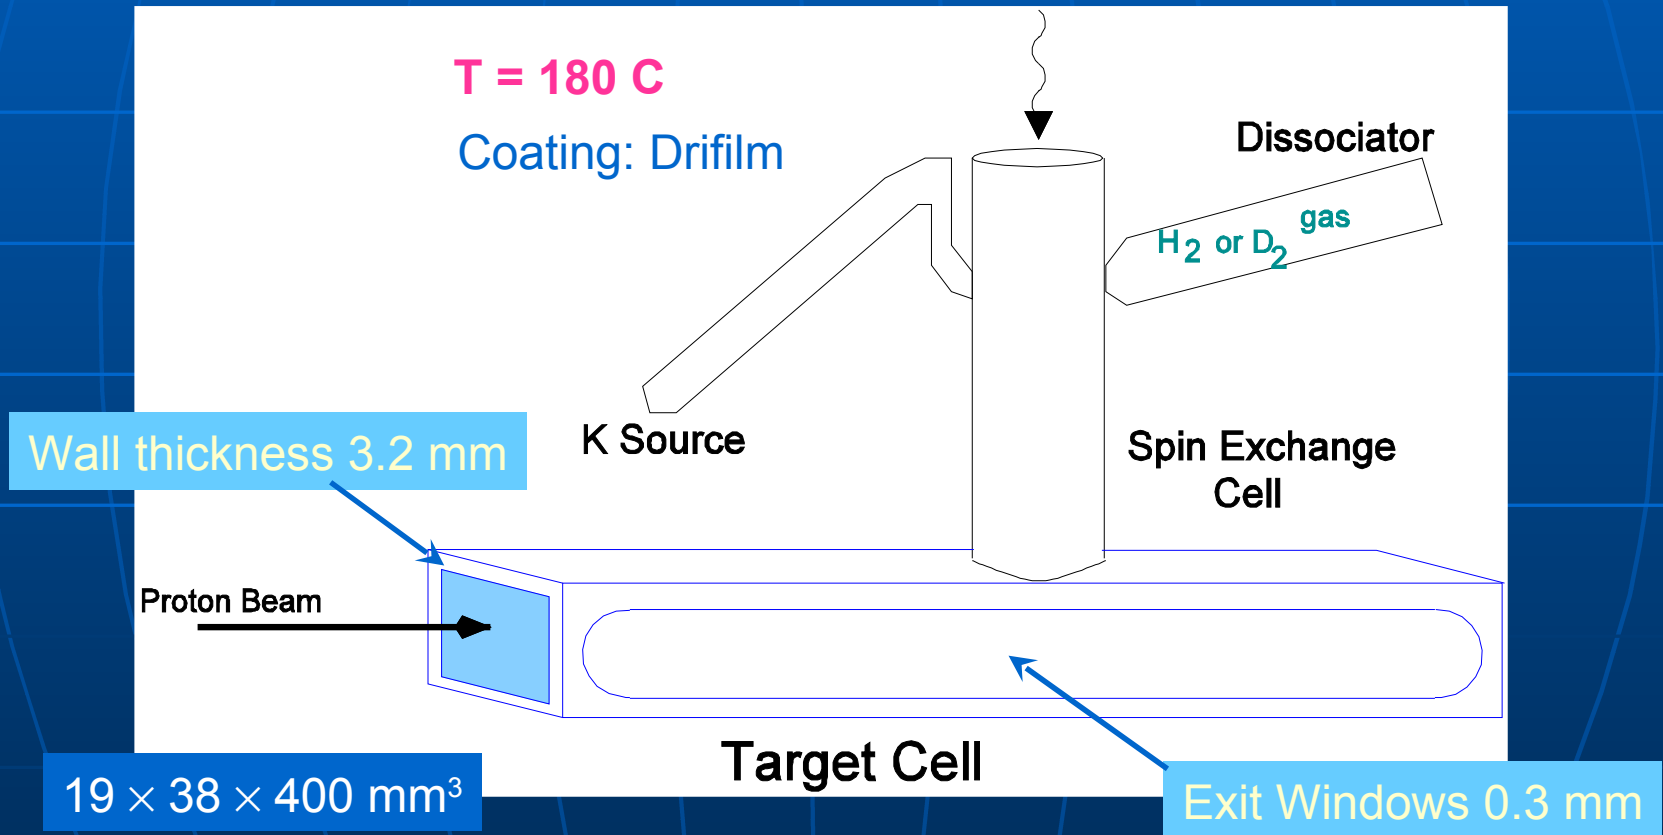 T = 180 C
Coating: Drifilm
Dissociator
H2 or D2 gas
K Source
Wall thickness 3.2 mm
Spin Exchange
Cell
Proton Beam
Target Cell
19 × 38 × 400 mm³
Exit Windows 0.3 mm